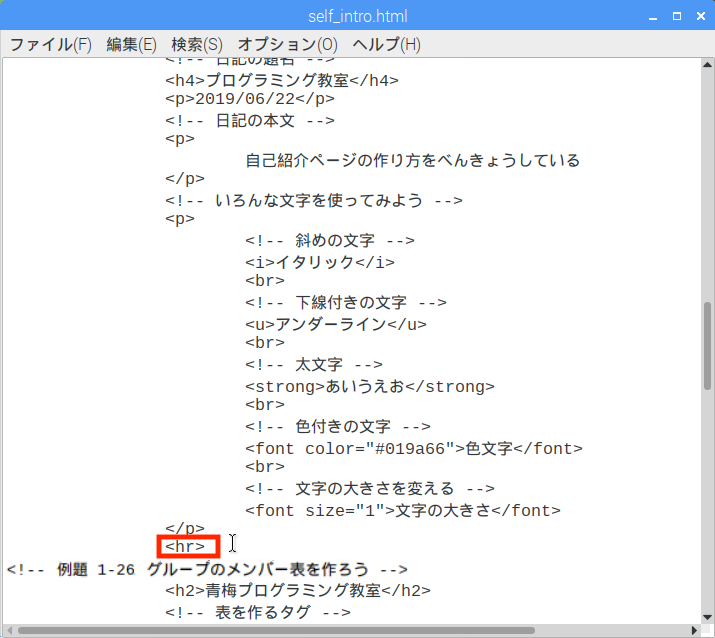 self_intro.html
ファイル(F) 編集(E) 検索(S) オプション(O) ヘルプ(H)
<!-- 日記の題名 -->
<h4>プログラミング教室</h4>
<p>2019/06/22</p>
<!-- 日記の本文 -->
<p>
自己紹介ページの作り方をべんきょうしている
</p>
<!-- いろんな文字を使ってみよう -->
<p>
<!-- 斜めの文字 -->
<i>イタリック</i>
<br>
<!-- 下線付きの文字 -->
<u>アンダーライン</u>
<br>
<!-- 太文字 -->
<strong>あいうえお</strong>
<br>
<!-- 色付きの文字 -->
<font color="#019a66">色文字</font>
<br>
<!-- 文字の大きさを変える -->
<font size="1">文字の大きさ</font>
</p>
<hr>
<!-- 例題 1-26 グループのメンバー表を作ろう -->
<h2>青梅プログラミング教室</h2>
<!-- 表を作るタグ -->